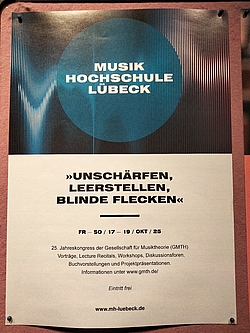 MUSIK
HOCHSCHULE
LÜBECK
»UNSCHÄRFEN,
LEERSTELLEN,
BLINDE FLECKEN«
FR – SO / 17 – 19 / OKT / 25
25. Jahreskongress der Gesellschaft für Musiktheorie (GMTH)
Vorträge, Lecture Recitals, Workshops, Diskussionsforen,
Buchvorstellungen und Projektpräsentationen.
Informationen unter www.gmth.de/
Eintritt frei
www.mh-luebeck.de